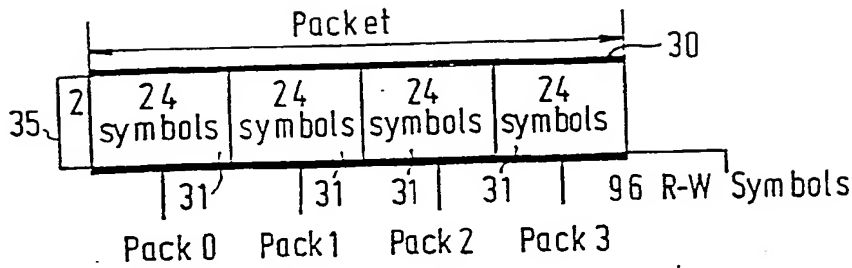 Packet
30
2
24 symbols
24 symbols
24 symbols
24 symbols
35
31
31
31
31
96 R-W Symbols
Pack 0
Pack 1
Pack 2
Pack 3